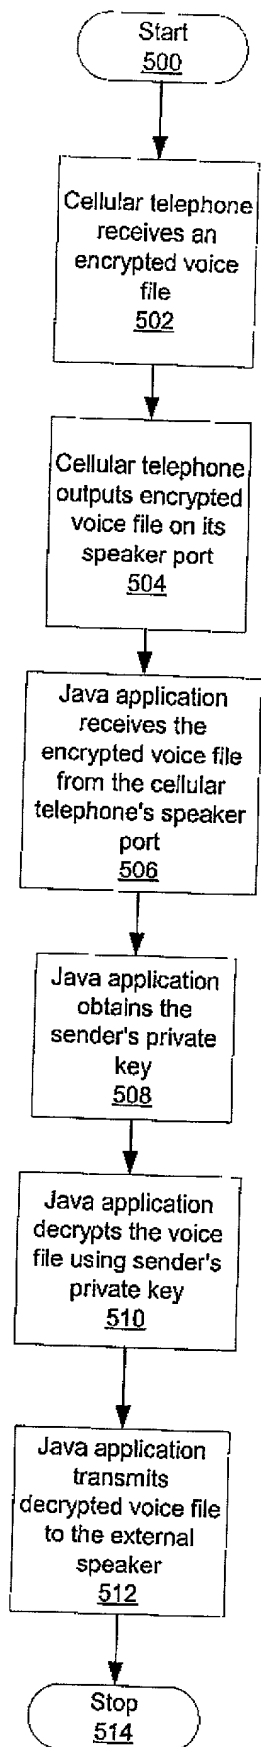 Start
500
Cellular telephone
receives an
encrypted voice
file
502
Cellular telephone
outputs encrypted
voice file on its
speaker port
504
Java application
receives the
encrypted voice file
from the cellular
telephone's speaker
port
506
Java application
obtains the
sender's private
key
508
Java application
decrypts the voice
file using sender's
private key
510
Java application
transmits
decrypted voice file
to the external
speaker
512
Stop
514